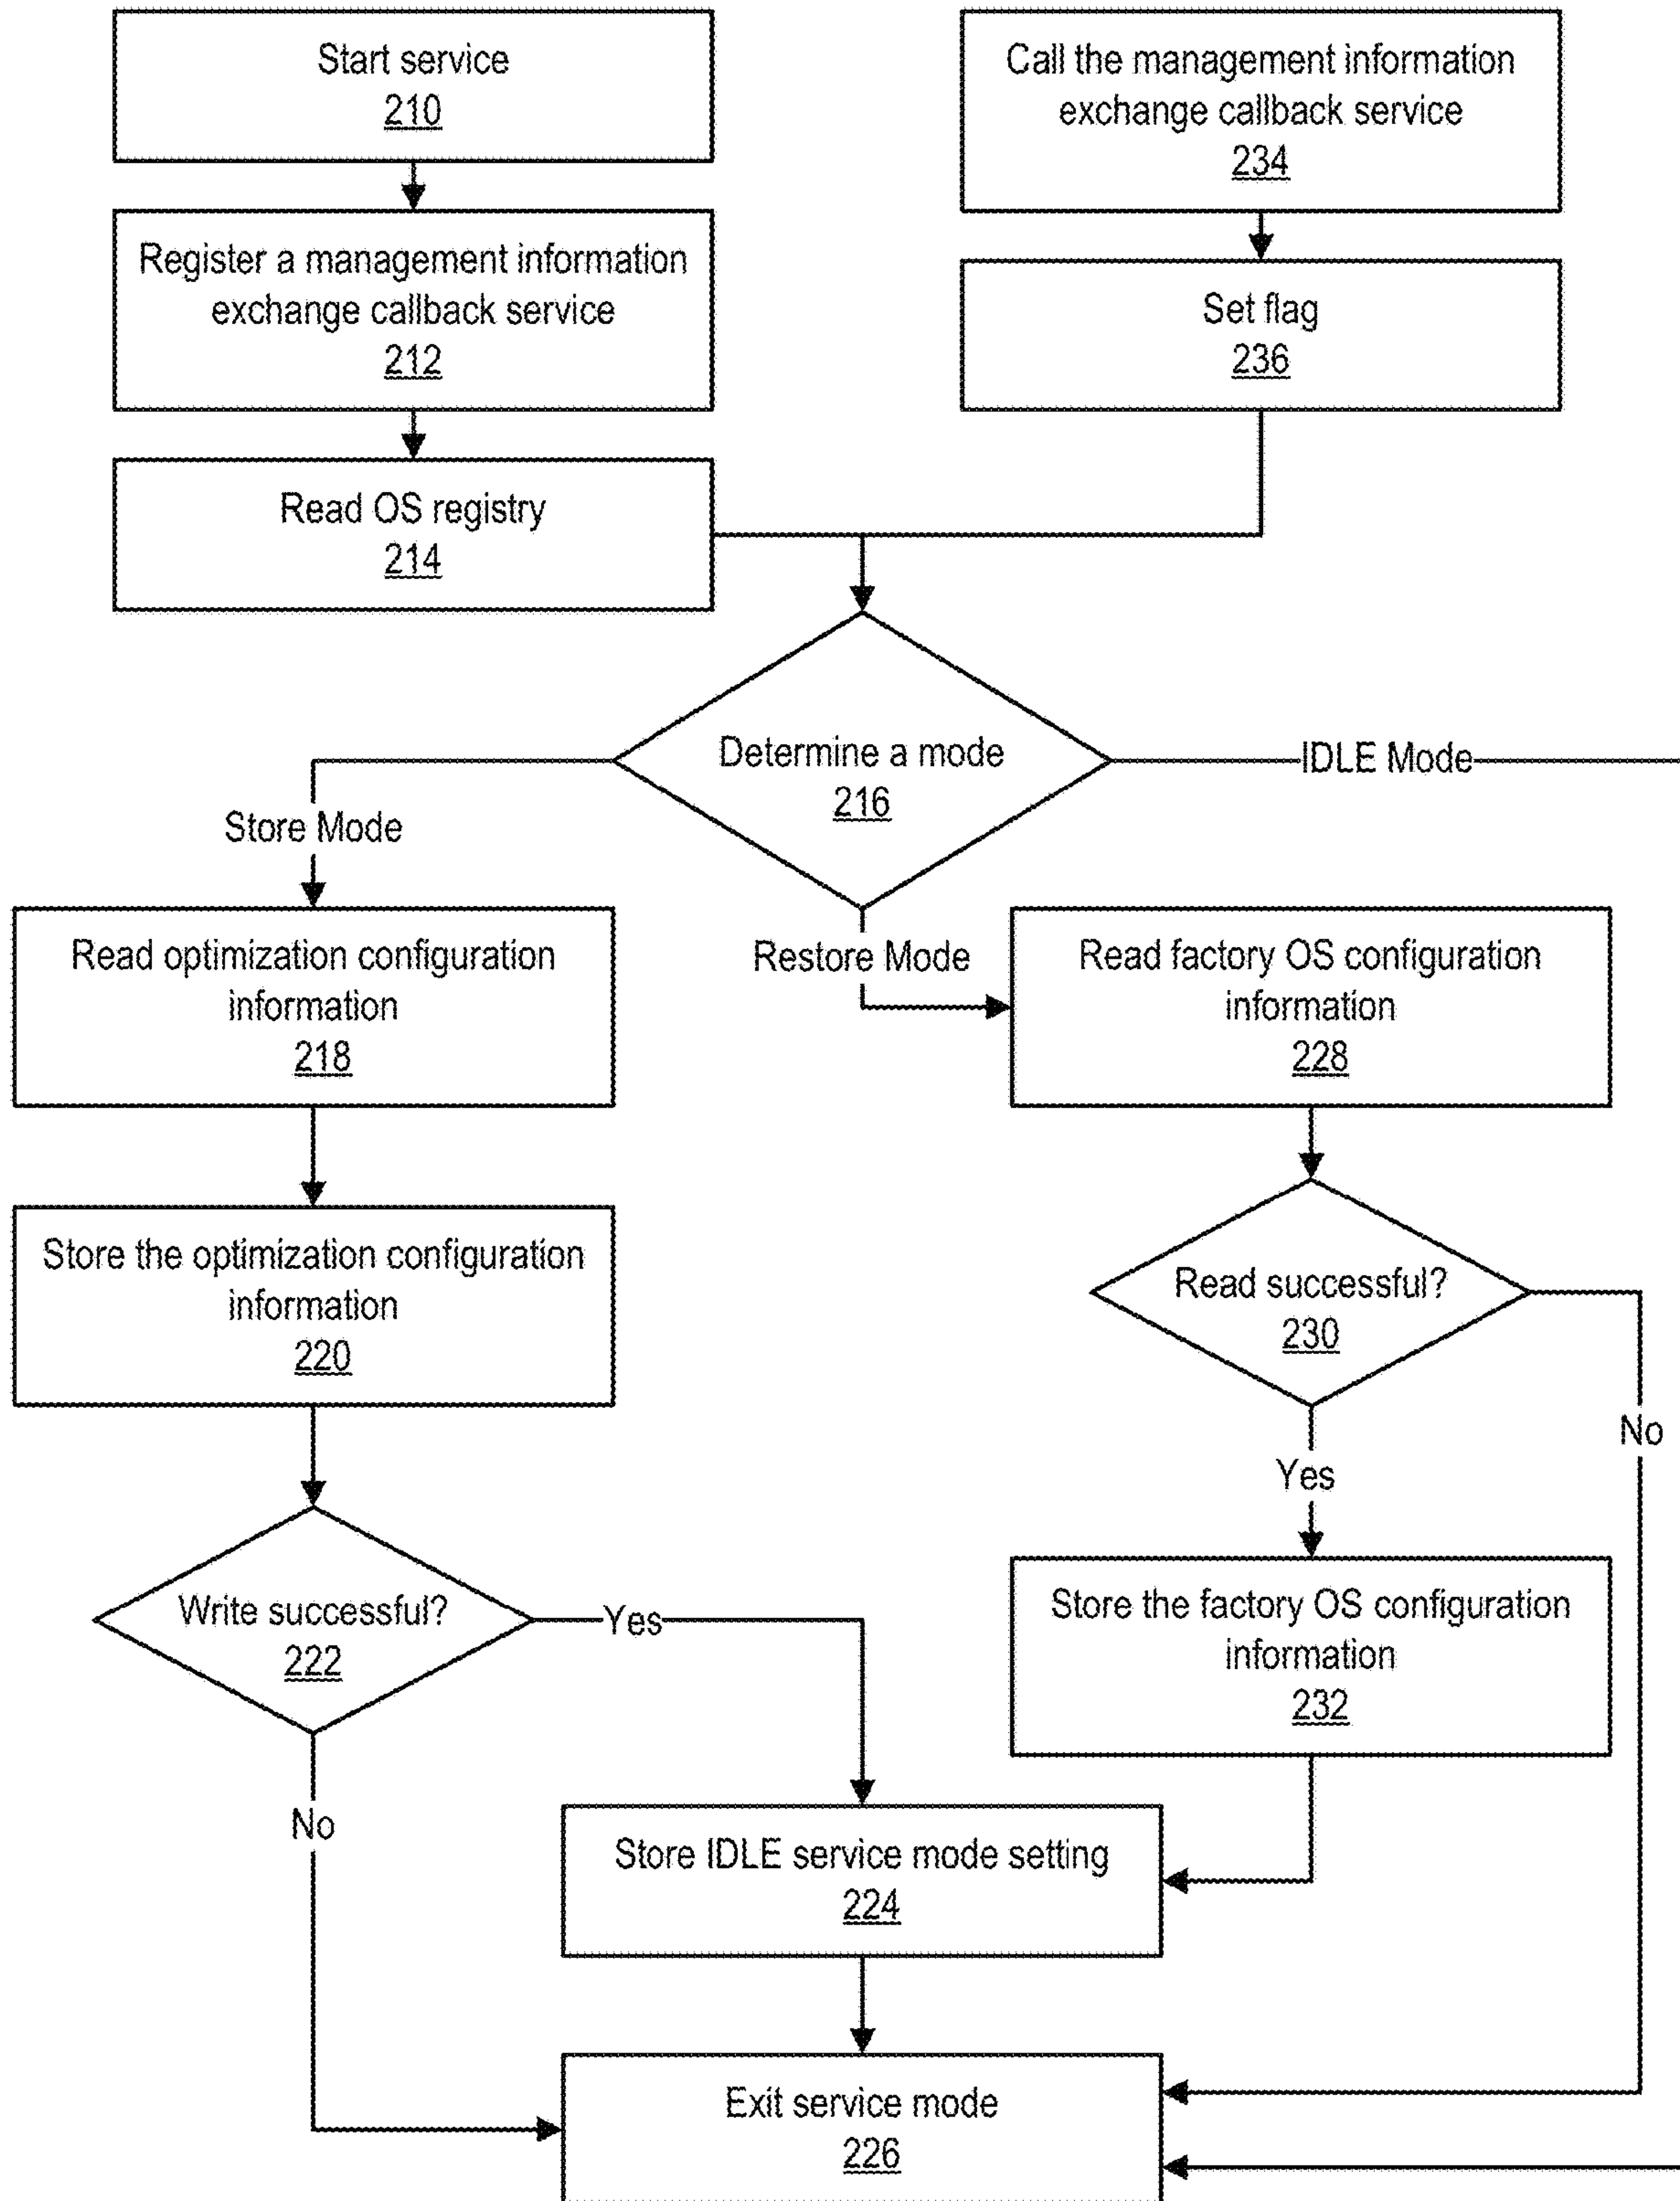 Start service
210
Call the management information
exchange callback service
234
Register a management information
exchange callback service
212
Set flag
236
Read OS registry
214
Determine a mode
216
IDLE Mode
Store Mode
Restore Mode
Read optimization configuration
information
218
Read factory OS configuration
information
228
Store the optimization configuration
information
220
Read successful?
230
No
Yes
Write successful?
222
Yes
Store the factory OS configuration
information
232
No
Store IDLE service mode setting
224
Exit service mode
226